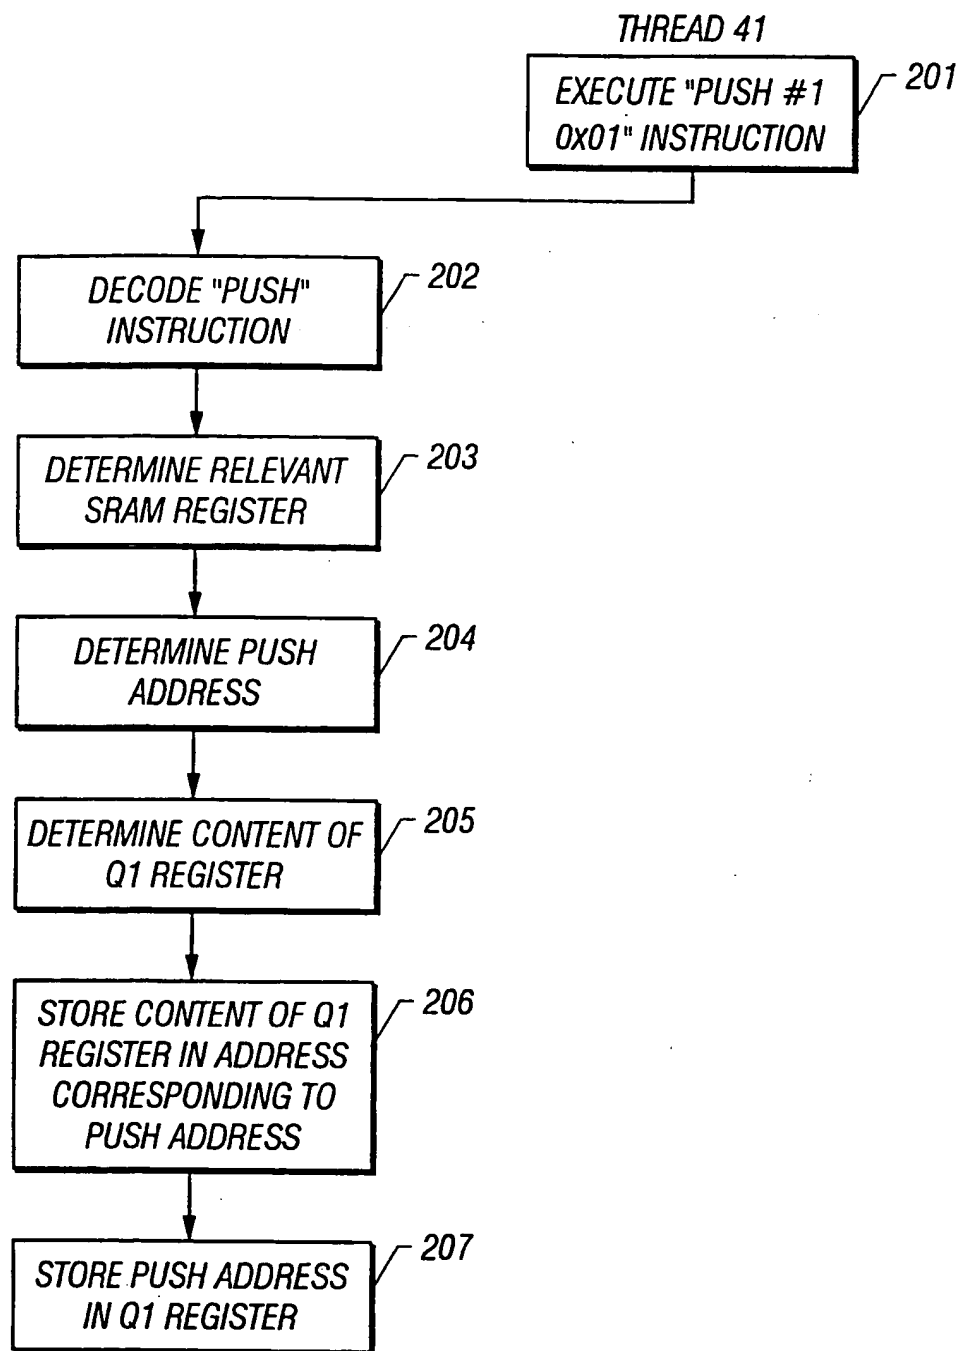 THREAD 41
EXECUTE "PUSH #1
0x01" INSTRUCTION
201
DECODE "PUSH"
INSTRUCTION
202
DETERMINE RELEVANT
SRAM REGISTER
203
DETERMINE PUSH
ADDRESS
204
DETERMINE CONTENT OF
Q1 REGISTER
205
STORE CONTENT OF Q1
REGISTER IN ADDRESS
CORRESPONDING TO
PUSH ADDRESS
206
STORE PUSH ADDRESS
IN Q1 REGISTER
207